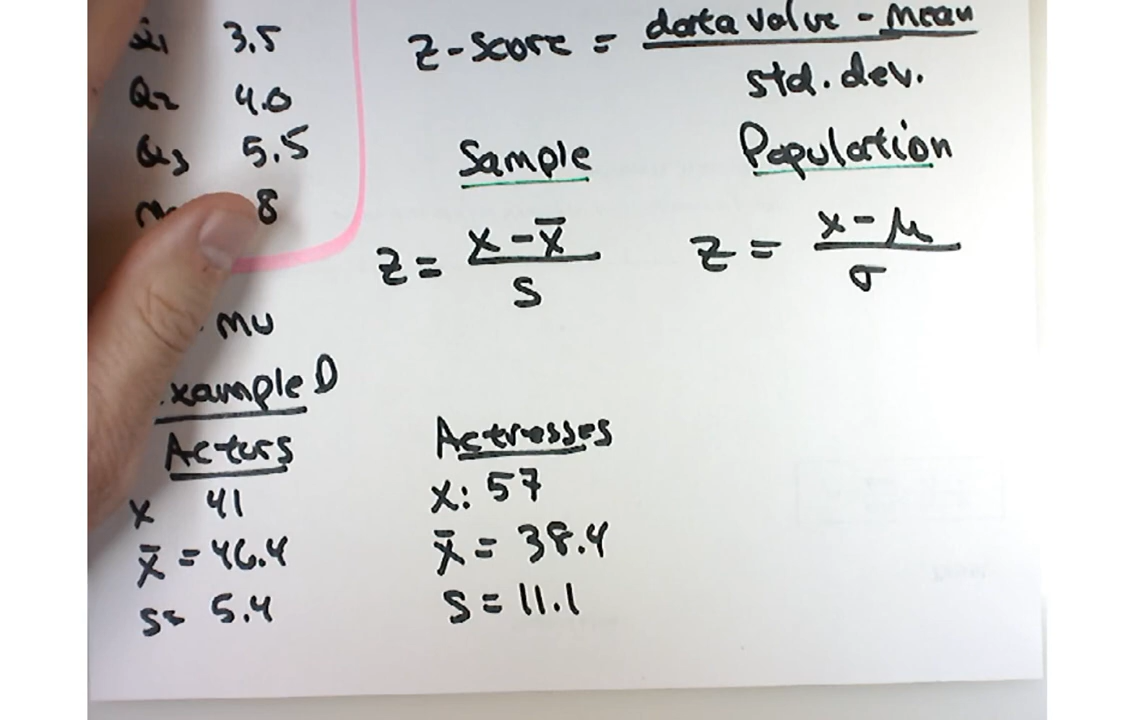 Q1 3.5
Q2 4.0
Q3 5.5
8
mu
z-score = data value - mean
std. dev.
Sample
z = x - x̄
s
Population
z = x - μ
σ
xample D
Actors
x 41
x̄ = 46.4
s= 5.4
Actresses
x: 57
x̄ = 38.4
s = 11.1